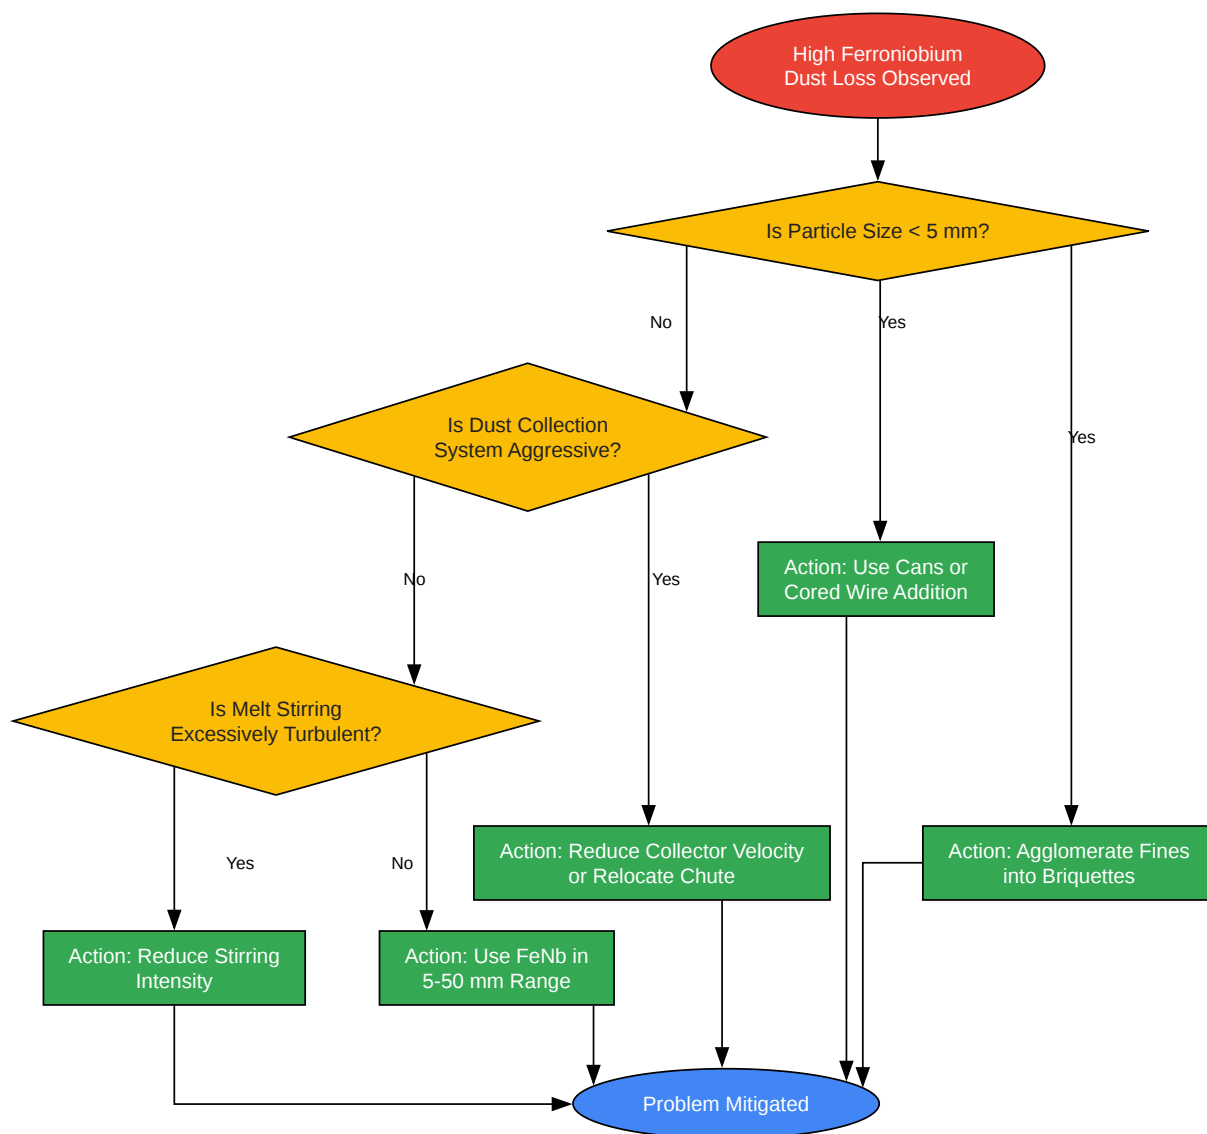 High Ferroniobium
Dust Loss Observed
Is Particle Size < 5 mm?
No
Yes
Yes
Is Dust Collection
System Aggressive?
No
Yes
Action: Use Cans or
Cored Wire Addition
Is Melt Stirring
Excessively Turbulent?
Yes
No
Action: Reduce Collector Velocity
or Relocate Chute
Action: Agglomerate Fines
into Briquettes
Action: Reduce Stirring
Intensity
Action: Use FeNb in
5-50 mm Range
Problem Mitigated